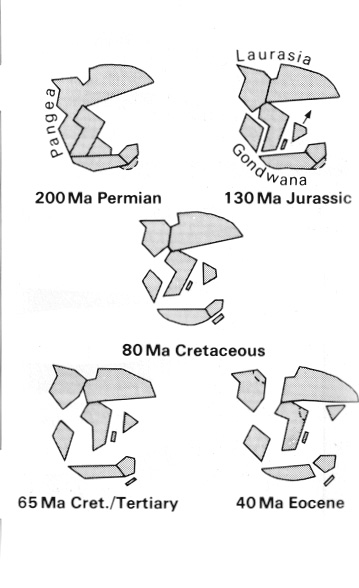 Pangea
Laurasia
Gondwana
200 Ma Permian
130 Ma Jurassic
80 Ma Cretaceous
65 Ma Cret./Tertiary
40 Ma Eocene